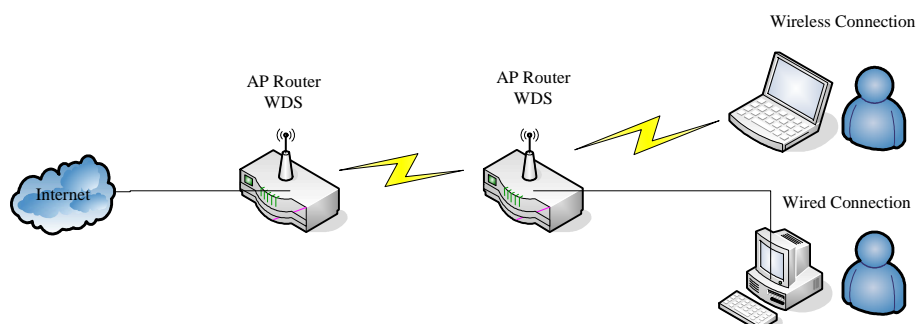 Wireless Connection
AP Router
WDS
AP Router
WDS
Internet
Wired Connection